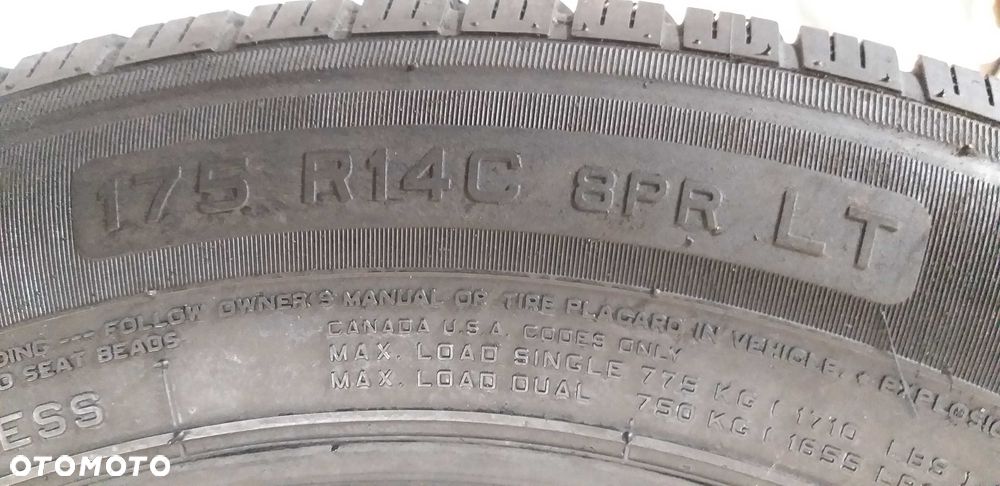 175 R14C 8PR LT
DING --- FOLLOW OWNER'S MANUAL OR TIRE PLACARD IN VEHICLE. < EXPLOSIO
O SEAT BEADS
CANADA U.S.A. CODES ONLY
MAX. LOAD SINGLE 775 KG ( 1710 LBS )
MAX. LOAD DUAL 750 KG ( 1655 LB
ESS
OTOMOTO